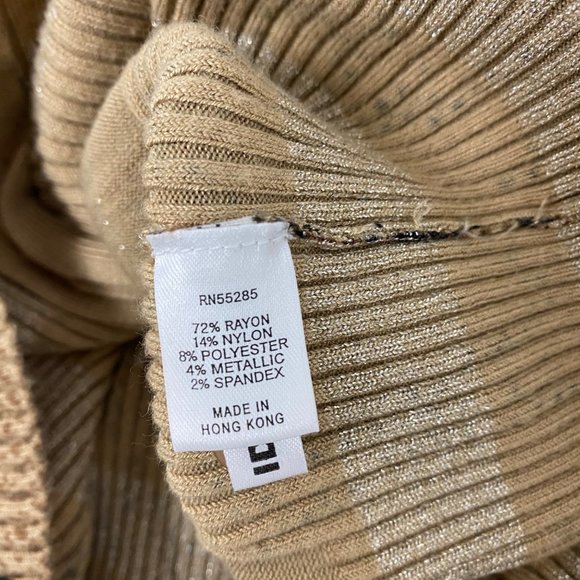 RN55285
72% RAYON
14% NYLON
8% POLYESTER
4% METALLIC
2% SPANDEX
MADE IN
HONG KONG